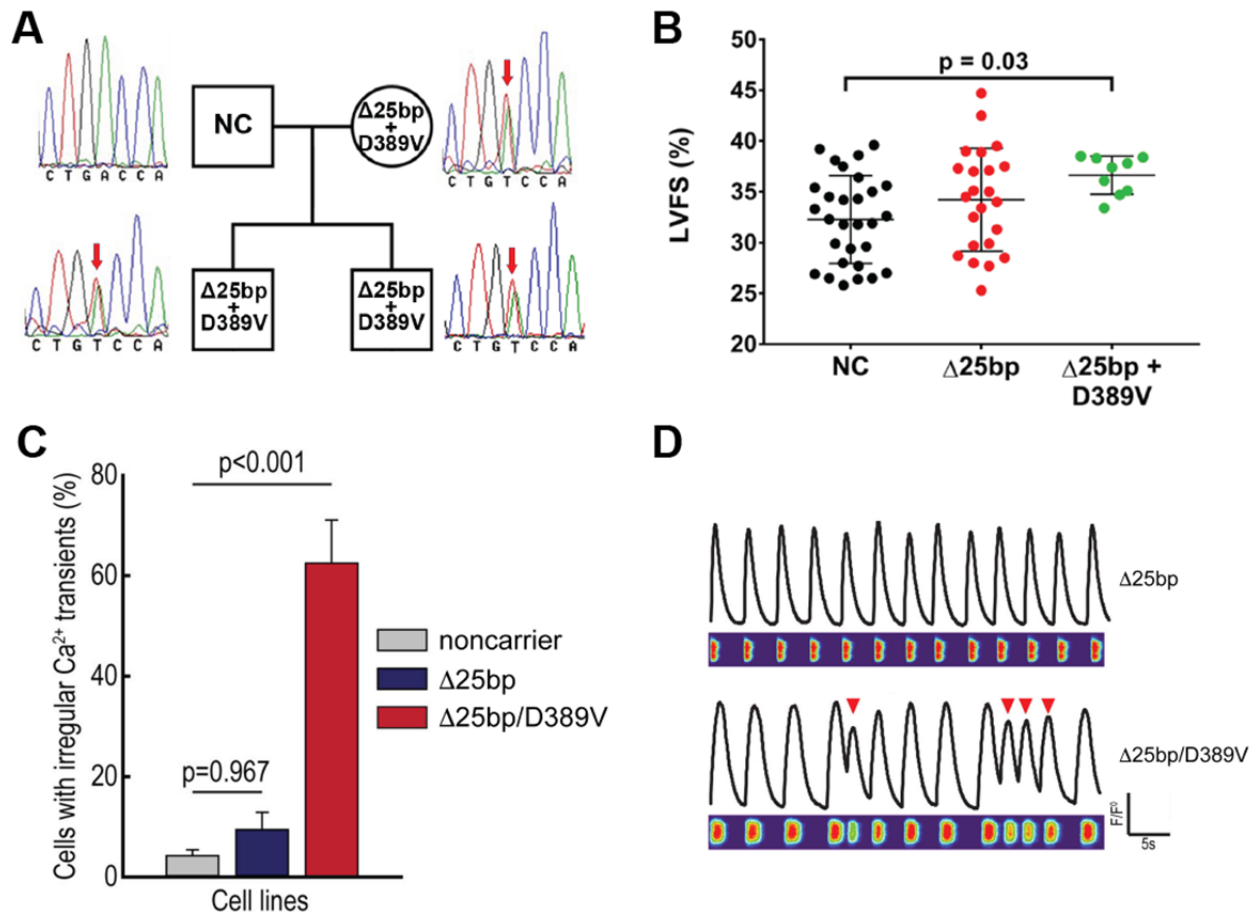 A
C T G A C C A
NC
Δ25bp
+
D389V
C T G T C C A
C T G T C C A
Δ25bp
+
D389V
Δ25bp
+
D389V
C T G T C C A
B
LVFS (%)
50
45
40
35
30
25
20
p = 0.03
NC
Δ25bp
Δ25bp +
D389V
C
Cells with irregular Ca²⁺ transients (%)
80
60
40
20
0
p<0.001
p=0.967
noncarrier
Δ25bp
Δ25bp/D389V
Cell lines
D
Δ25bp
Δ25bp/D389V
F/F⁰
5s